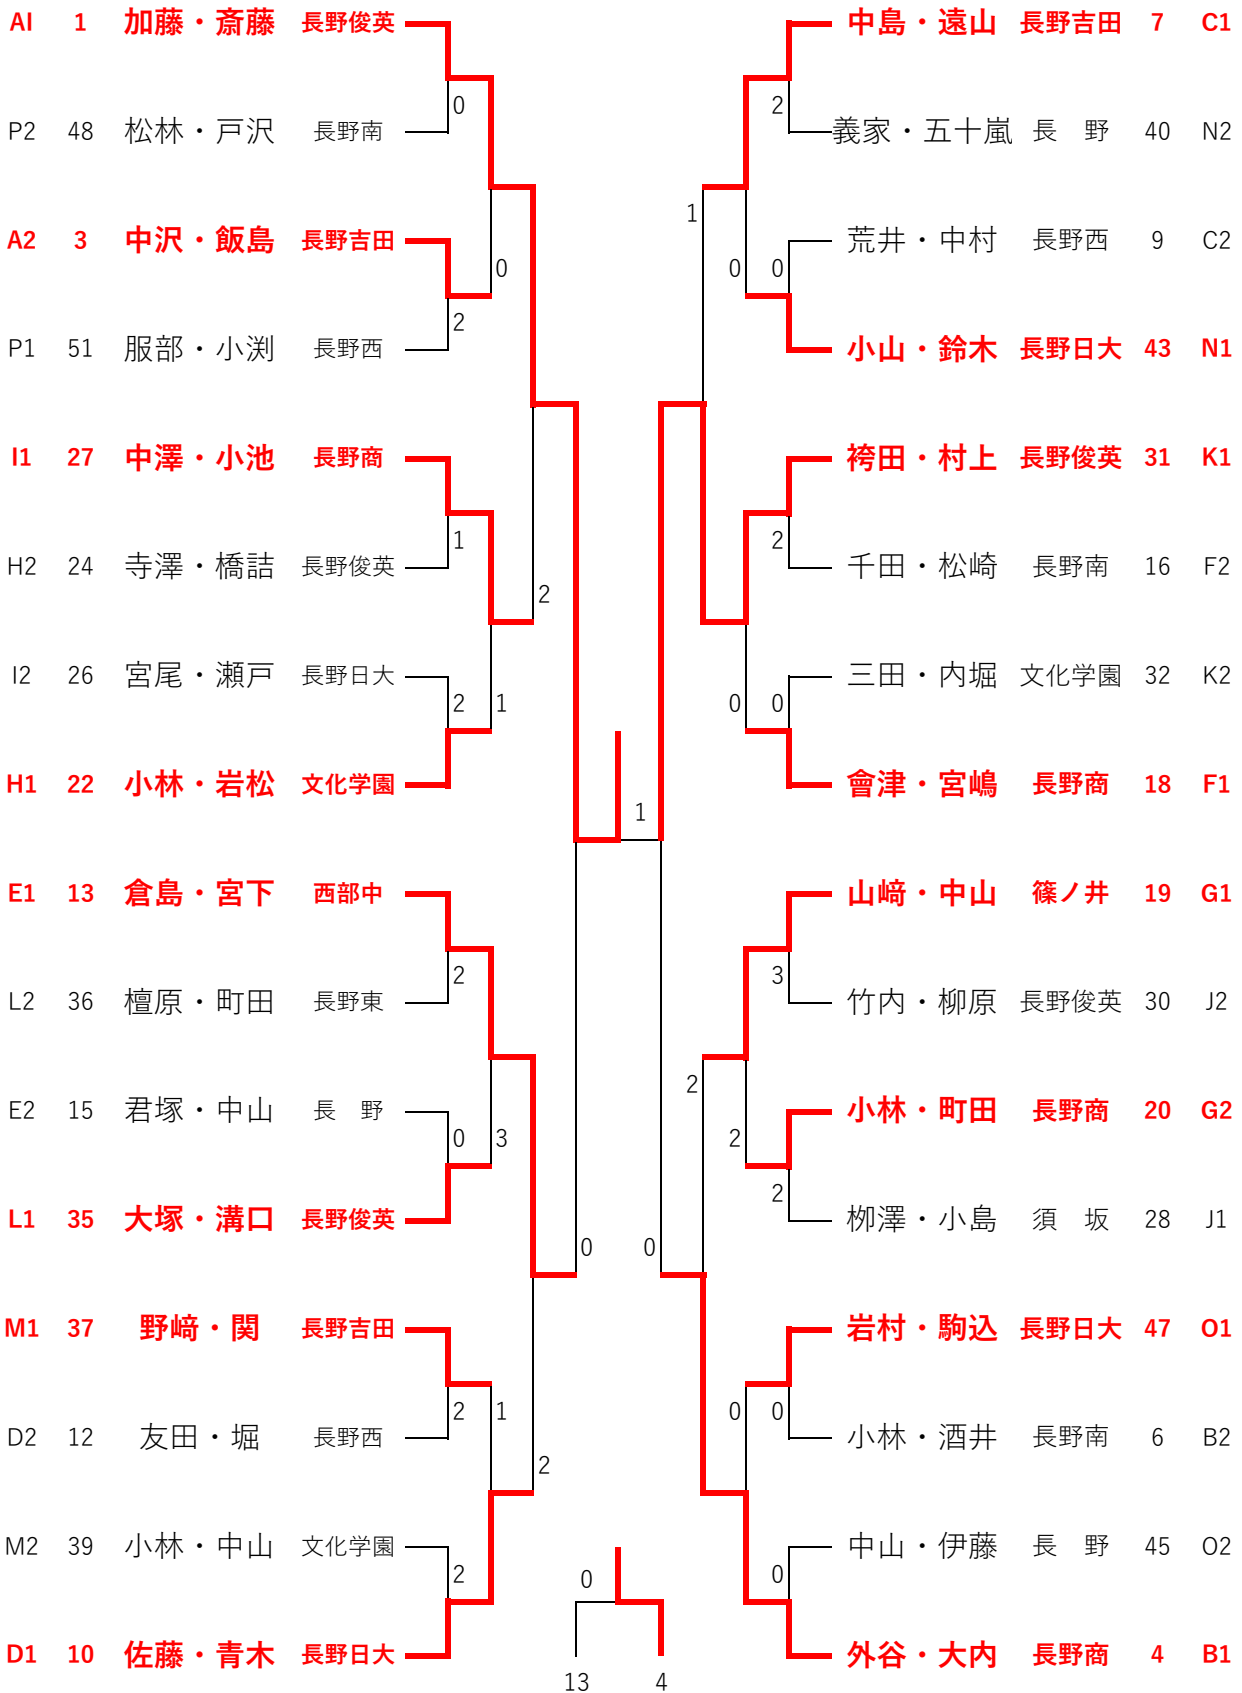 AI 1 加藤・斎藤 長野俊英 中島・遠山 長野吉田 7 C1
0 2
P2 48 松林・戸沢 長野南 義家・五十嵐 長　野 40 N2
1
A2 3 中沢・飯島 長野吉田 荒井・中村 長野西 9 C2
0 0 0
2
P1 51 服部・小渕 長野西 小山・鈴木 長野日大 43 N1
I1 27 中澤・小池 長野商 袴田・村上 長野俊英 31 K1
1 2
H2 24 寺澤・橋詰 長野俊英 千田・松崎 長野南 16 F2
2
I2 26 宮尾・瀬戸 長野日大 三田・内堀 文化学園 32 K2
2 1 0 0
H1 22 小林・岩松 文化学園 會津・宮嶋 長野商 18 F1
1
E1 13 倉島・宮下 西部中 山﨑・中山 篠ノ井 19 G1
2 3
L2 36 檀原・町田 長野東 竹内・柳原 長野俊英 30 J2
2
E2 15 君塚・中山 長　野 小林・町田 長野商 20 G2
0 3 2
2
L1 35 大塚・溝口 長野俊英 栁澤・小島 須　坂 28 J1
0 0
M1 37 野﨑・関 長野吉田 岩村・駒込 長野日大 47 O1
2 1 0 0
D2 12 友田・堀 長野西 小林・酒井 長野南 6 B2
2
M2 39 小林・中山 文化学園 中山・伊藤 長　野 45 O2
2 0 0
D1 10 佐藤・青木 長野日大 外谷・大内 長野商 4 B1
13 4